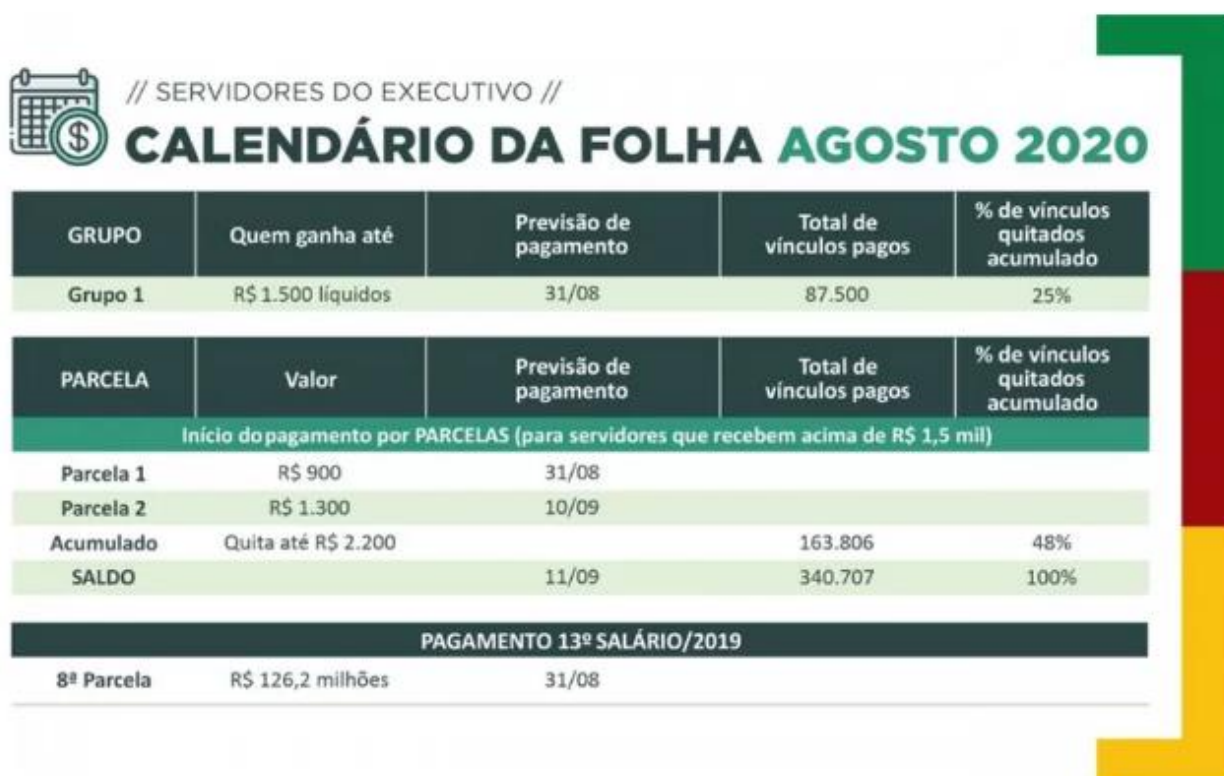 // SERVIDORES DO EXECUTIVO //
CALENDÁRIO DA FOLHA AGOSTO 2020
GRUPO Quem ganha até Previsão de pagamento Total de vínculos pagos % de vínculos quitados acumulado
Grupo 1 R$ 1.500 líquidos 31/08 87.500 25%
PARCELA Valor Previsão de pagamento Total de vínculos pagos % de vínculos quitados acumulado
Início do pagamento por PARCELAS (para servidores que recebem acima de R$ 1,5 mil)
Parcela 1 R$ 900 31/08
Parcela 2 R$ 1.300 10/09
Acumulado Quita até R$ 2.200 163.806 48%
SALDO 11/09 340.707 100%
PAGAMENTO 13º SALÁRIO/2019
8ª Parcela R$ 126,2 milhões 31/08